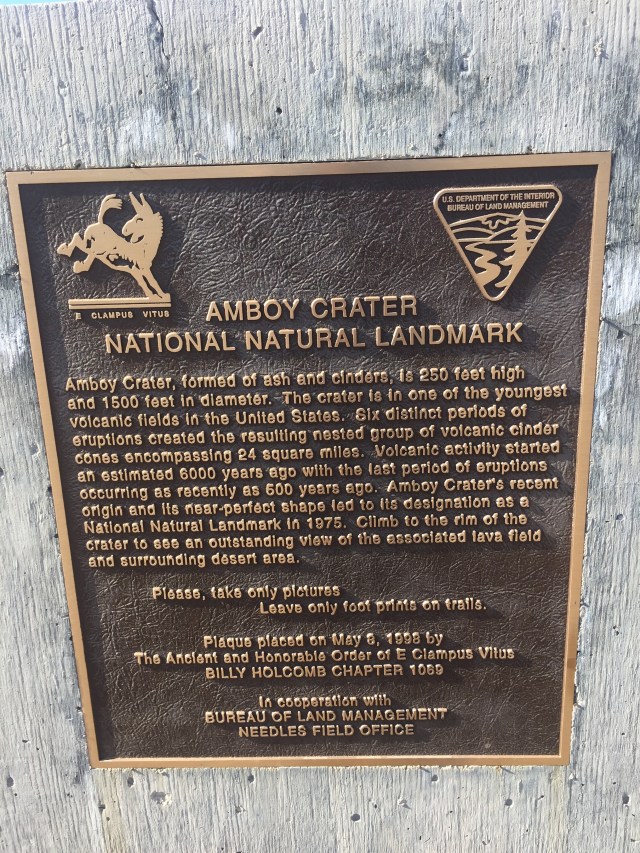 E CLAMPUS VITUS
U.S. DEPARTMENT OF THE INTERIOR
BUREAU OF LAND MANAGEMENT
AMBOY CRATER
NATIONAL NATURAL LANDMARK
Amboy Crater, formed of ash and cinders, is 250 feet high
and 1500 feet in diameter. The crater is in one of the youngest
volcanic fields in the United States. Six distinct periods of
eruptions created the resulting nested group of volcanic cinder
cones encompassing 24 square miles. Volcanic activity started
an estimated 6000 years ago with the last period of eruptions
occurring as recently as 500 years ago. Amboy Crater's recent
origin and its near-perfect shape led to its designation as a
National Natural Landmark in 1975. Climb to the rim of the
crater to see an outstanding view of the associated lava field
and surrounding desert area.
Please, take only pictures
Leave only foot prints on trails.
Plaque placed on May 8, 1998 by
The Ancient and Honorable Order of E Clampus Vitus
BILLY HOLCOMB CHAPTER 1069
In cooperation with
BUREAU OF LAND MANAGEMENT
NEEDLES FIELD OFFICE